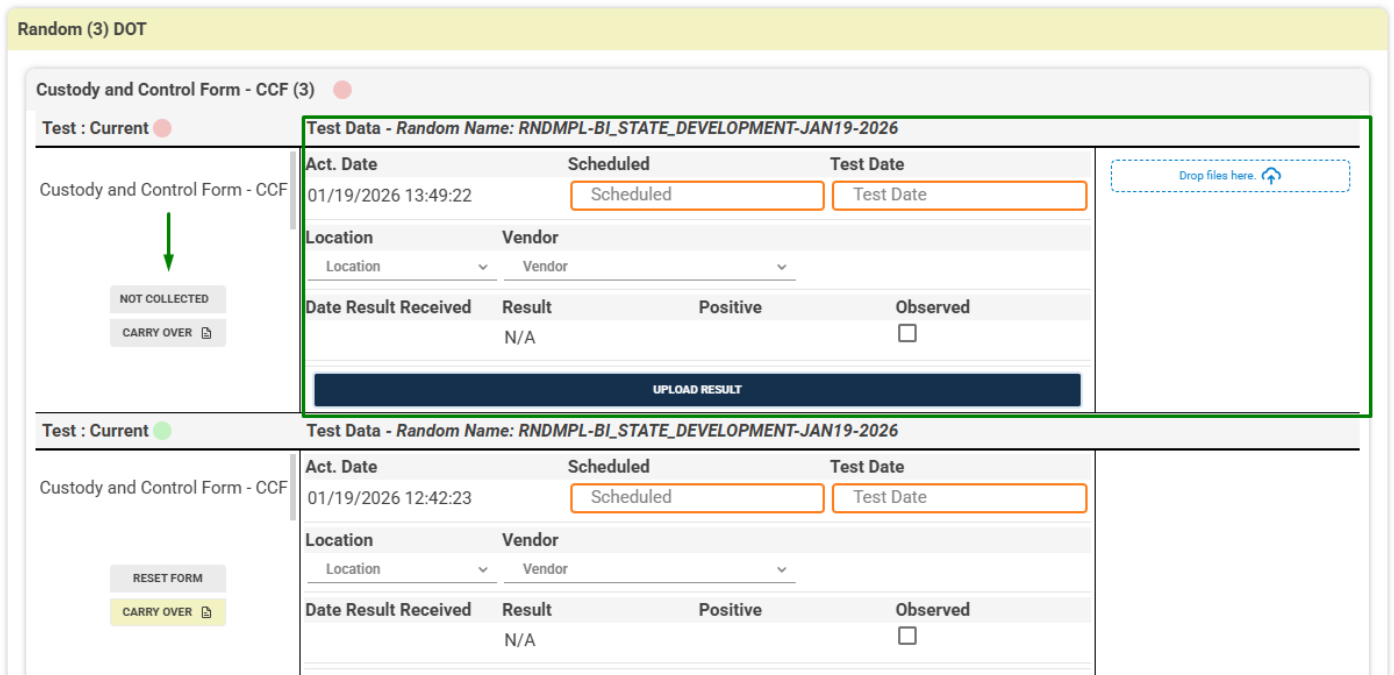 Random (3) DOT
Custody and Control Form - CCF (3)
Test : Current Test Data - Random Name: RNDMPL-BI_STATE_DEVELOPMENT-JAN19-2026
Act. Date Scheduled Test Date
Custody and Control Form - CCF 01/19/2026 13:49:22 Scheduled Test Date Drop files here.
Location Vendor
Location Vendor
NOT COLLECTED
Date Result Received Result Positive Observed
CARRY OVER N/A
UPLOAD RESULT
Test : Current Test Data - Random Name: RNDMPL-BI_STATE_DEVELOPMENT-JAN19-2026
Act. Date Scheduled Test Date
Custody and Control Form - CCF 01/19/2026 12:42:23 Scheduled Test Date
Location Vendor
Location Vendor
RESET FORM
Date Result Received Result Positive Observed
CARRY OVER N/A